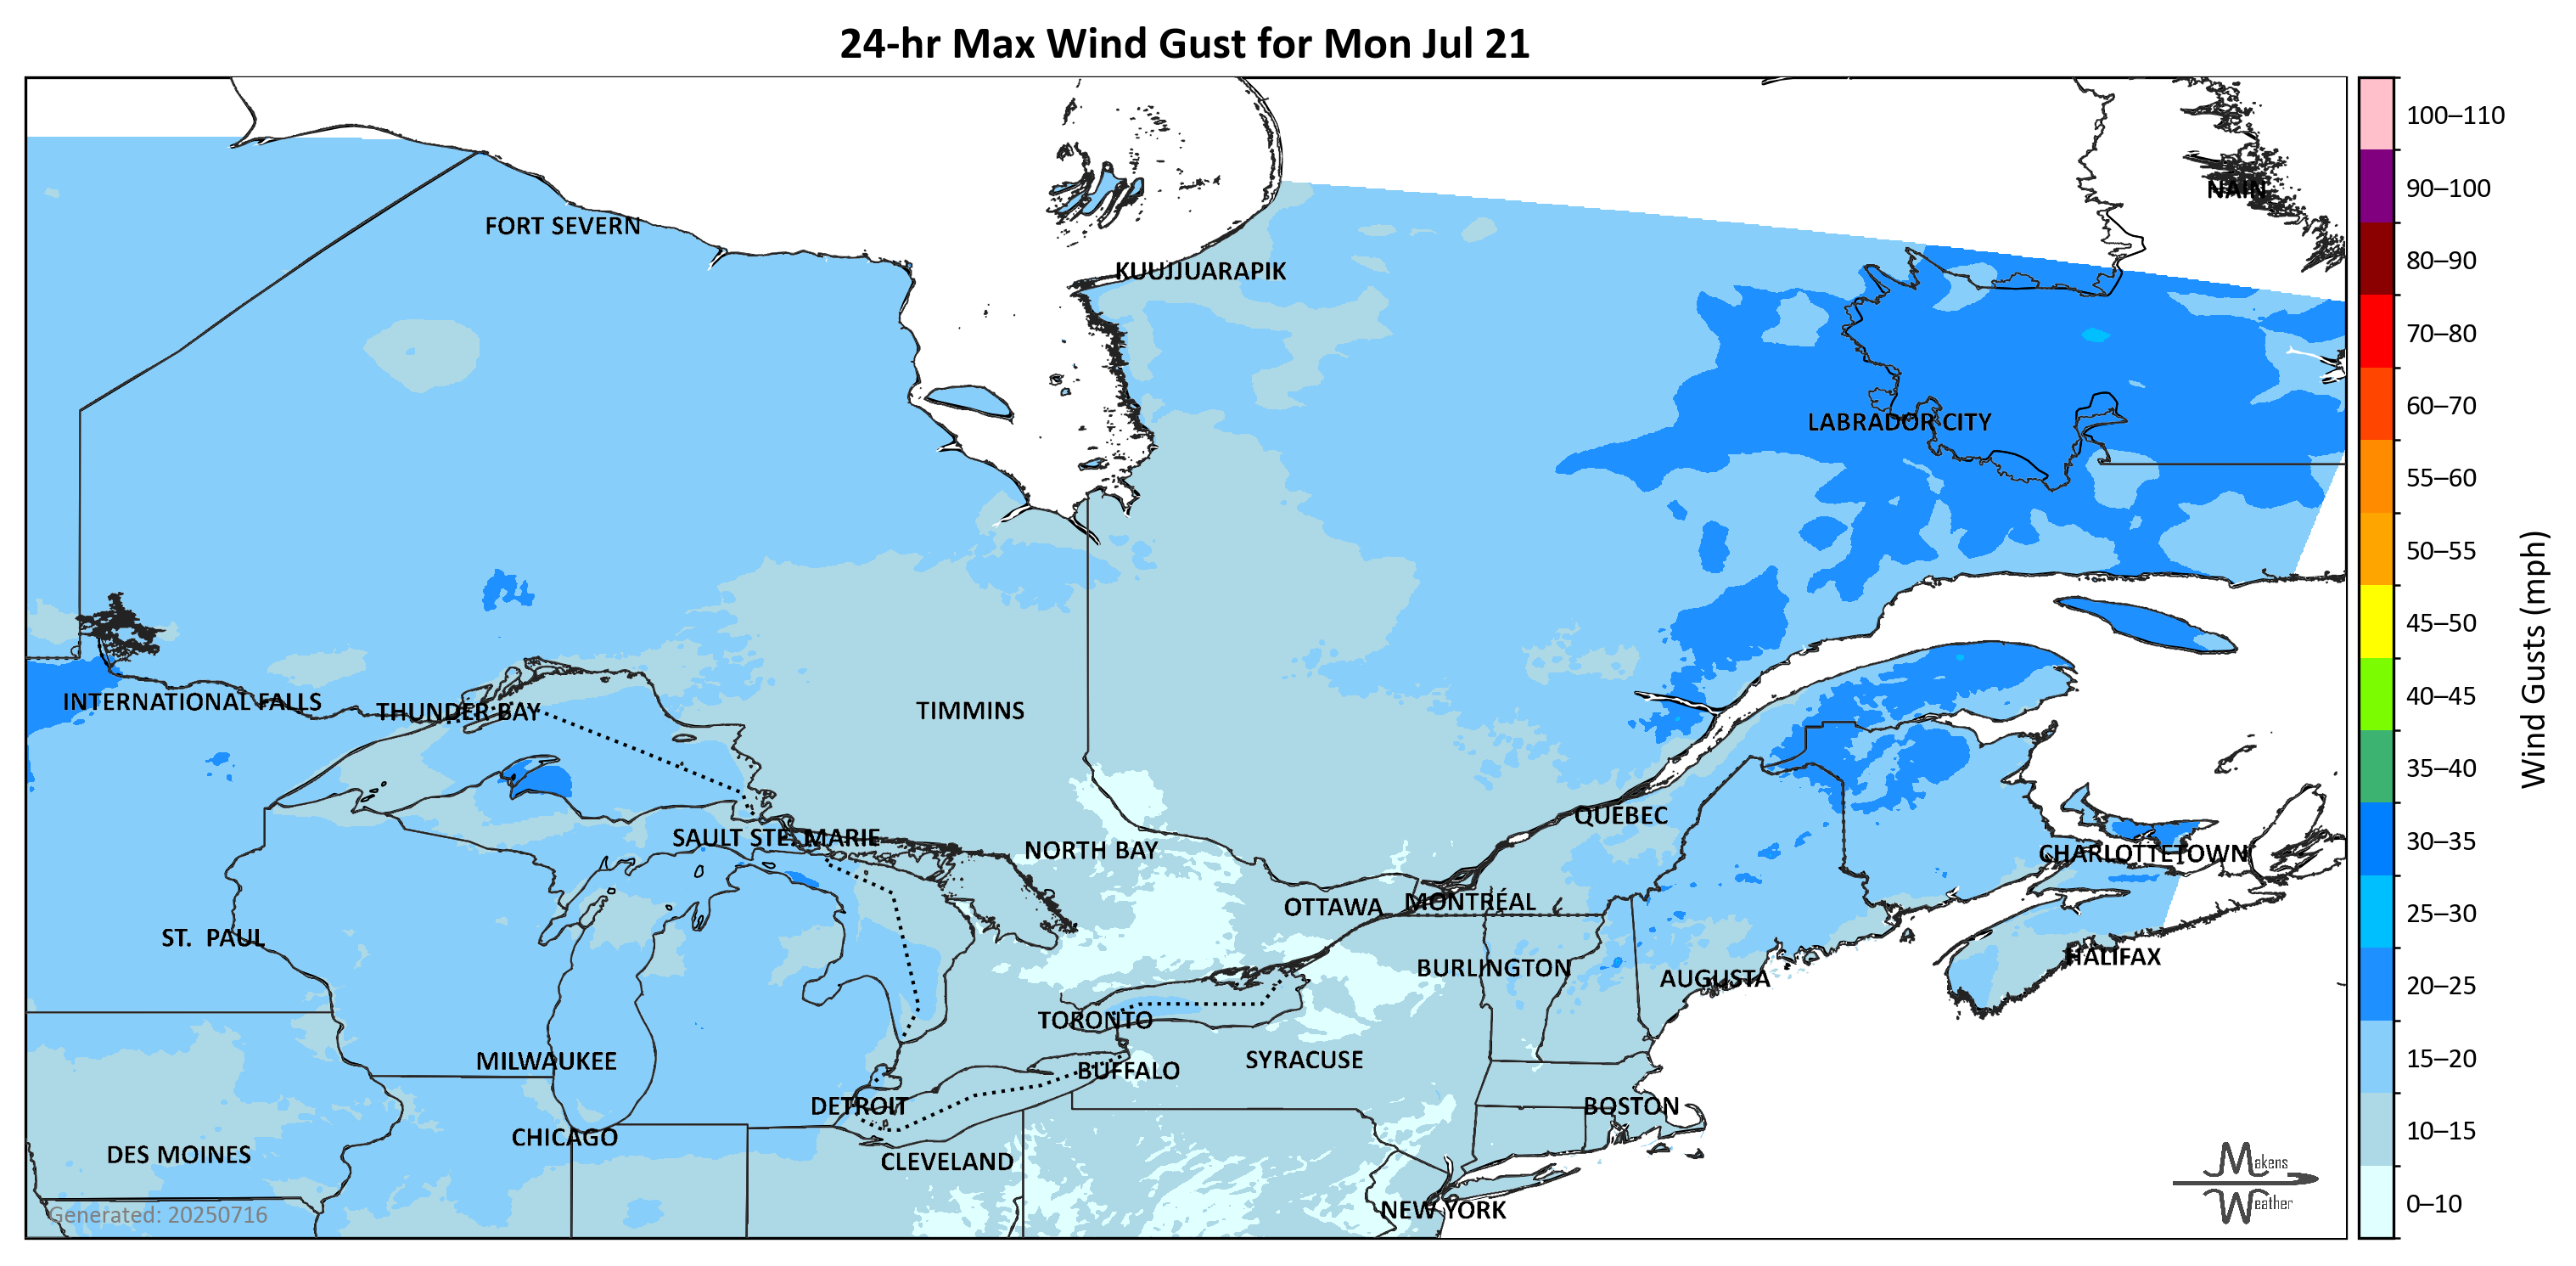 24-hr Max Wind Gust for Mon Jul 21
100–110
90–100
80–90
70–80
60–70
55–60
50–55
45–50
40–45
35–40
30–35
25–30
20–25
15–20
10–15
0–10
Wind Gusts (mph)
NAIN
FORT SEVERN
KUUJJUARAPIK
LABRADOR CITY
INTERNATIONAL FALLS
THUNDER BAY
TIMMINS
QUEBEC
SAULT STE. MARIE
NORTH BAY
CHARLOTTETOWN
OTTAWA
MONTRÉAL
ST. PAUL
HALIFAX
BURLINGTON
AUGUSTA
TORONTO
MILWAUKEE
SYRACUSE
BUFFALO
DETROIT
BOSTON
CHICAGO
DES MOINES
CLEVELAND
NEW YORK
Generated: 20250716
Makens
Weather